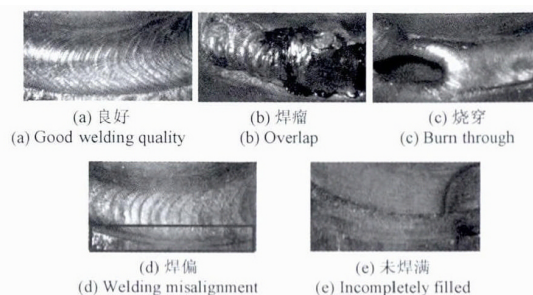 (a) 良好
(b) 焊瘤
(c) 烧穿
(a) Good welding quality
(b) Overlap
(c) Burn through
(d) 焊偏
(e) 未焊满
(d) Welding misalignment
(e) Incompletely filled